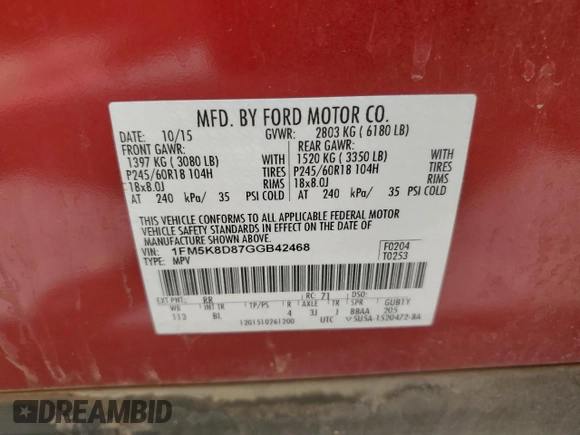 MFD. BY FORD MOTOR CO.
DATE: 10/15 GVWR: 2803 KG ( 6180 LB)
FRONT GAWR: REAR GAWR:
1397 KG ( 3080 LB) WITH 1520 KG ( 3350 LB) WITH
P245/60R18 104H TIRES P245/60R18 104H TIRES
18x8.0J RIMS 18x8.0J RIMS
AT 240 kPa/ 35 PSI COLD AT 240 kPa/ 35 PSI COLD
THIS VEHICLE CONFORMS TO ALL APPLICABLE FEDERAL MOTOR
VEHICLE SAFETY STANDARDS IN EFFECT ON THE DATE OF
MANUFACTURE SHOWN ABOVE.
VIN: 1FM5K8D87GGB42468 F0204
TYPE: MPV T0253
EXT PNT: RR RC: 71 DSO:
WB INT TR TP/PS R AXLE TR SPR GUB1Y
113 BL 4 3J J BBAA 205
1201510261200 UTC
DREAMBID